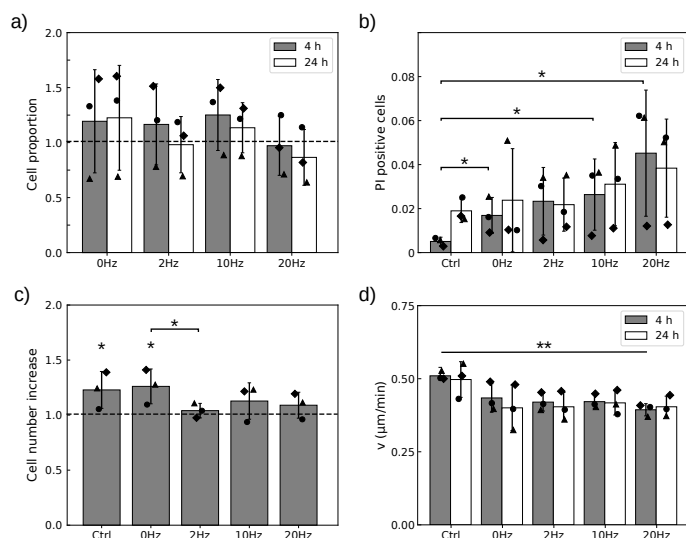 a)
2.0
1.5
1.0
0.5
0.0
Cell proportion
4 h
24 h
0Hz 2Hz 10Hz 20Hz
b)
0.08
0.06
0.04
0.02
0
PI positive cells
4 h
24 h
*
*
*
Ctrl 0Hz 2Hz 10Hz 20Hz
c)
2.0
1.5
1.0
0.5
0.0
Cell number increase
*
*
*
Ctrl 0Hz 2Hz 10Hz 20Hz
d)
0.75
0.50
0.25
0.00
v (μm/min)
4 h
24 h
**
Ctrl 0Hz 2Hz 10Hz 20Hz